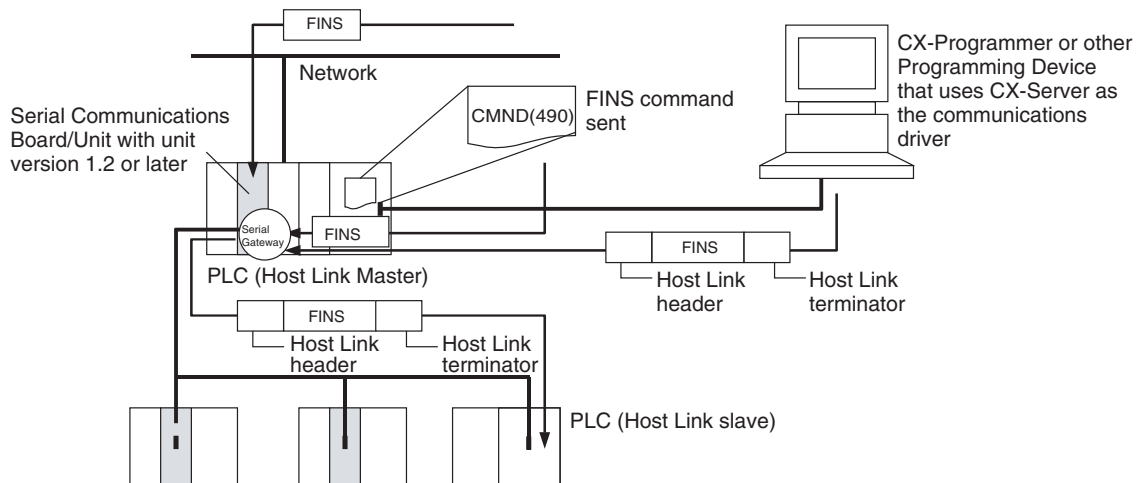 FINS
Network
CX-Programmer or other
Programming Device
that uses CX-Server as
the communications
driver
FINS command
sent
CMND(490)
Serial Communications
Board/Unit with unit
version 1.2 or later
Serial
Gateway
FINS
PLC (Host Link Master)
FINS
Host Link
header
Host Link
terminator
FINS
Host Link
header
Host Link
terminator
PLC (Host Link slave)